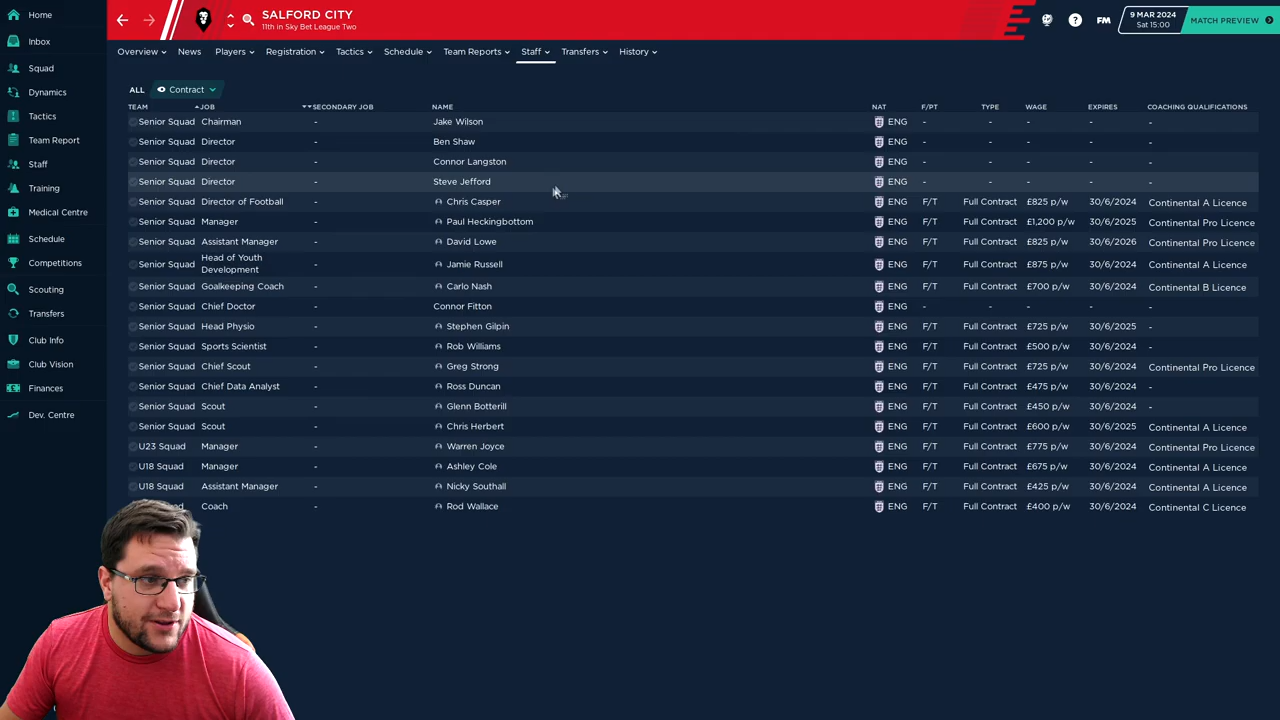 Home
SALFORD CITY
11th in Sky Bet League Two
FM
9 MAR 2024
Sat 15:00
MATCH PREVIEW
Inbox
Squad
Dynamics
Tactics
Team Report
Staff
Training
Medical Centre
Schedule
Competitions
Scouting
Transfers
Club Info
Club Vision
Finances
Dev. Centre
Overview News Players Registration Tactics Schedule Team Reports Staff Transfers History
ALL Contract
TEAM JOB SECONDARY JOB NAME NAT F/PT TYPE WAGE EXPIRES COACHING QUALIFICATIONS
Senior Squad Chairman - Jake Wilson ENG - - - - -
Senior Squad Director - Ben Shaw ENG - - - - -
Senior Squad Director - Connor Langston ENG - - - - -
Senior Squad Director - Steve Jefford ENG - - - - -
Senior Squad Director of Football - Chris Casper ENG F/T Full Contract £825 p/w 30/6/2024 Continental A Licence
Senior Squad Manager - Paul Heckingbottom ENG F/T Full Contract £1,200 p/w 30/6/2025 Continental Pro Licence
Senior Squad Assistant Manager - David Lowe ENG F/T Full Contract £825 p/w 30/6/2026 Continental Pro Licence
Senior Squad Head of Youth Development - Jamie Russell ENG F/T Full Contract £875 p/w 30/6/2024 Continental A Licence
Senior Squad Goalkeeping Coach - Carlo Nash ENG F/T Full Contract £700 p/w 30/6/2024 Continental B Licence
Senior Squad Chief Doctor - Connor Fitton ENG - - - - -
Senior Squad Head Physio - Stephen Gilpin ENG F/T Full Contract £725 p/w 30/6/2025 -
Senior Squad Sports Scientist - Rob Williams ENG F/T Full Contract £500 p/w 30/6/2024 -
Senior Squad Chief Scout - Greg Strong ENG F/T Full Contract £725 p/w 30/6/2024 Continental Pro Licence
Senior Squad Chief Data Analyst - Ross Duncan ENG F/T Full Contract £475 p/w 30/6/2024 -
Senior Squad Scout - Glenn Botterill ENG F/T Full Contract £450 p/w 30/6/2024 -
Senior Squad Scout - Chris Herbert ENG F/T Full Contract £600 p/w 30/6/2025 Continental A Licence
U23 Squad Manager - Warren Joyce ENG F/T Full Contract £775 p/w 30/6/2024 Continental Pro Licence
U18 Squad Manager - Ashley Cole ENG F/T Full Contract £675 p/w 30/6/2024 Continental A Licence
U18 Squad Assistant Manager - Nicky Southall ENG F/T Full Contract £425 p/w 30/6/2024 Continental A Licence
Coach - Rod Wallace ENG F/T Full Contract £400 p/w 30/6/2024 Continental C Licence